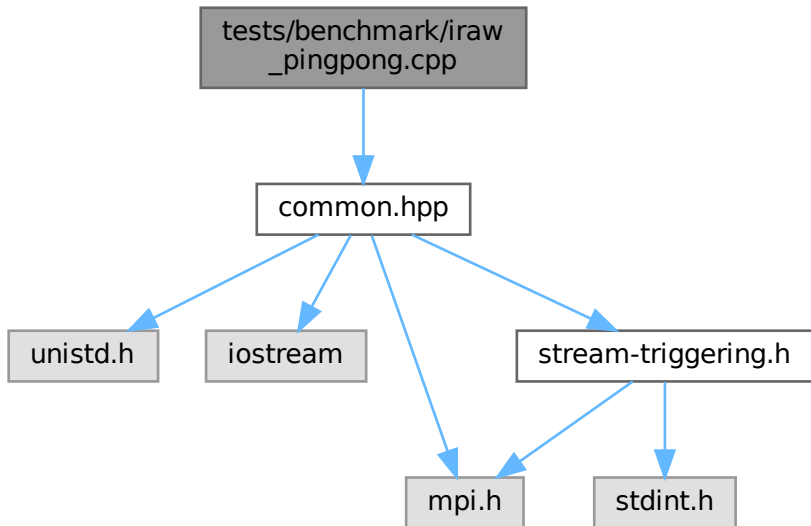 tests/benchmark/iraw
_pingpong.cpp
common.hpp
unistd.h
iostream
stream-triggering.h
mpi.h
stdint.h